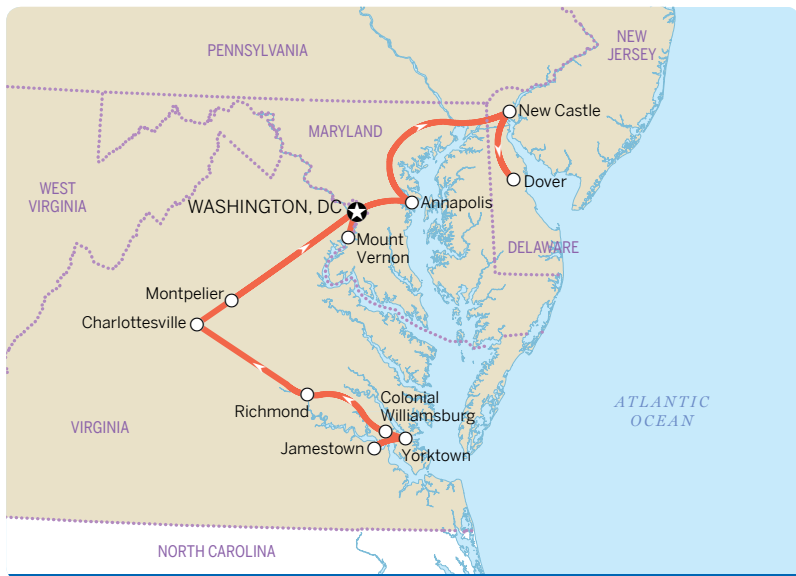 PENNSYLVANIA
NEW
JERSEY
New Castle
MARYLAND
Dover
WEST
VIRGINIA
WASHINGTON, DC
Annapolis
Mount
Vernon
DELAWARE
Montpelier
Charlottesville
Richmond
Colonial
Williamsburg
ATLANTIC
OCEAN
VIRGINIA
Jamestown
Yorktown
NORTH CAROLINA